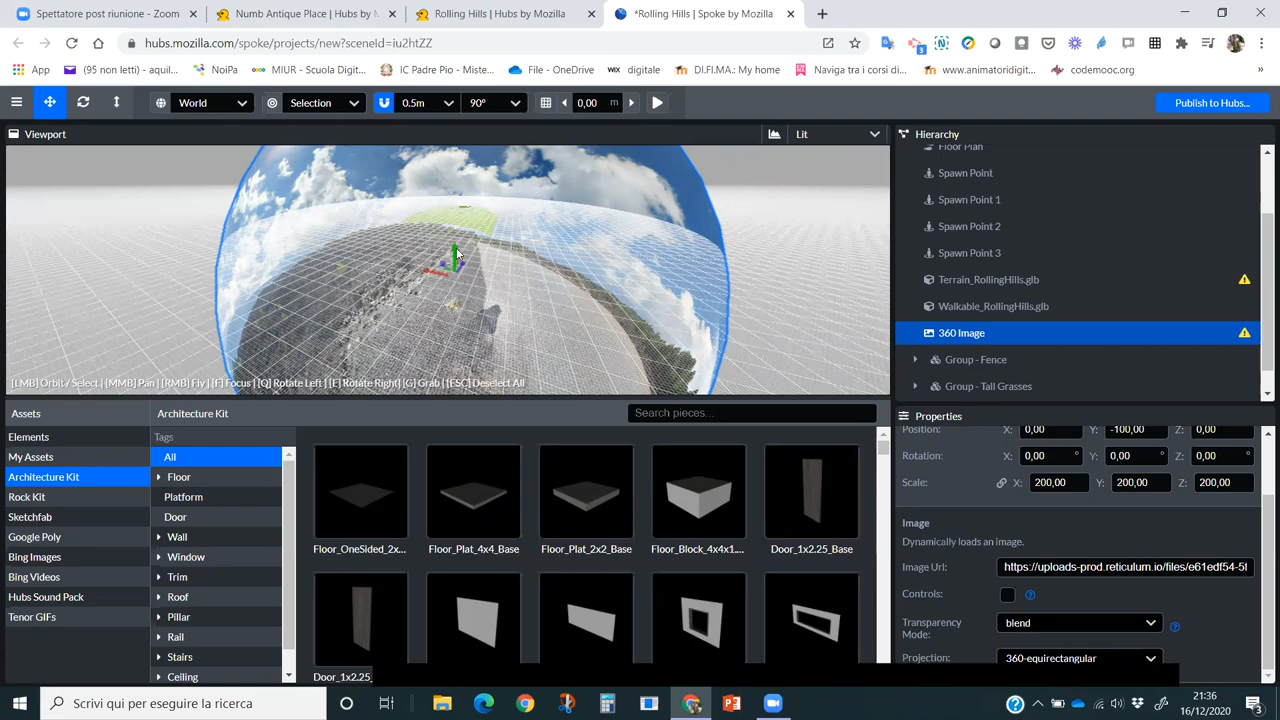 Spettatore post riunione - Zoom
Numb Antique Place | Hubs by M
Rolling Hills | Hubs by Mozilla
*Rolling Hills | Spoke by Mozilla
hubs.mozilla.com/spoke/projects/new?sceneId=iu2htZZ
3
App
(95 non letti) - aquil
NoiPa
MIUR - Scuola Digit...
IC Padre Pio - Miste...
File - OneDrive
WIX digitale
DI.FI.MA.: My home
Naviga tra i corsi di...
www.animatoridigit...
codemooc.org
World
Selection
0.5m
90°
0,00 m
Publish to Hubs...
Viewport
Lit
[LMB] Orbit / Select | [MMB] Pan | [RMB] Fly | [F] Focus | [Q] Rotate Left | [E] Rotate Right | [G] Grab | [ESC] Deselect All
Hierarchy
Floor Plan
Spawn Point
Spawn Point 1
Spawn Point 2
Spawn Point 3
Terrain_RollingHills.glb
Walkable_RollingHills.glb
360 Image
Group - Fence
Group - Tall Grasses
Assets
Elements
My Assets
Architecture Kit
Rock Kit
Sketchfab
Google Poly
Bing Images
Bing Videos
Hubs Sound Pack
Tenor GIFs
Architecture Kit
Search pieces...
Tags
All
Floor
Platform
Door
Wall
Window
Trim
Roof
Pillar
Rail
Stairs
Ceiling
Floor_OneSided_2x...
Floor_Plat_4x4_Base
Floor_Plat_2x2_Base
Floor_Block_4x4x1....
Door_1x2.25_Base
Door_1x2.25_
Properties
Position: X: 0,00 Y: -100,00 Z: 0,00
Rotation: X: 0,00 ° Y: 0,00 ° Z: 0,00 °
Scale: X: 200,00 Y: 200,00 Z: 200,00
Image
Dynamically loads an image.
Image Url: https://uploads-prod.reticulum.io/files/e61edf54-5f
Controls:
Transparency Mode: blend
Projection: 360-equirectangular
Scrivi qui per eseguire la ricerca
21:36
16/12/2020
3